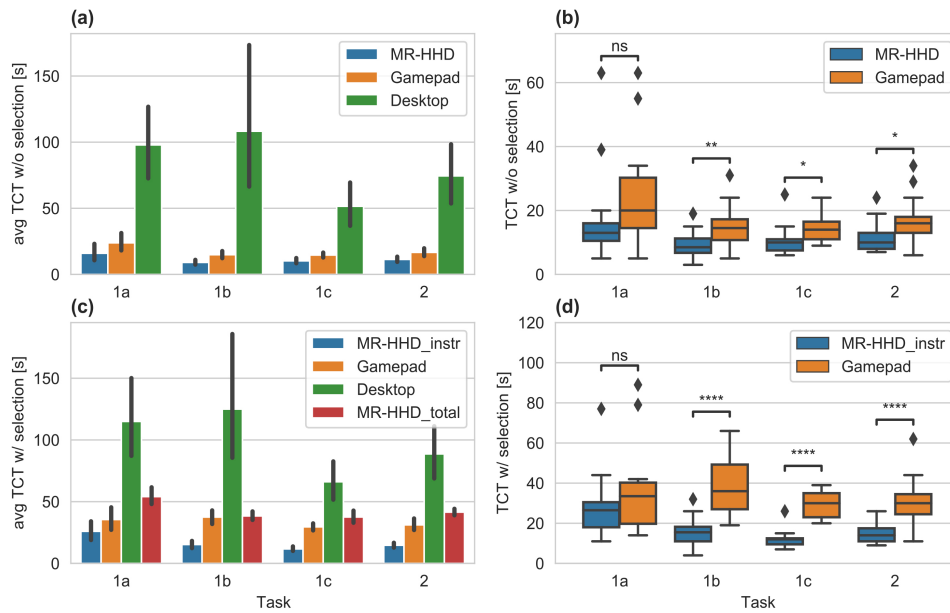 (a)
avg TCT w/o selection [s]
150
100
50
0
MR-HHD
Gamepad
Desktop
1a 1b 1c 2
(b)
TCT w/o selection [s]
60
40
20
0
ns
**
*
*
MR-HHD
Gamepad
1a 1b 1c 2
(c)
avg TCT w/ selection [s]
150
100
50
0
MR-HHD_instr
Gamepad
Desktop
MR-HHD_total
1a 1b 1c 2
Task
(d)
TCT w/ selection [s]
120
100
80
60
40
20
0
ns
****
****
****
MR-HHD_instr
Gamepad
1a 1b 1c 2
Task